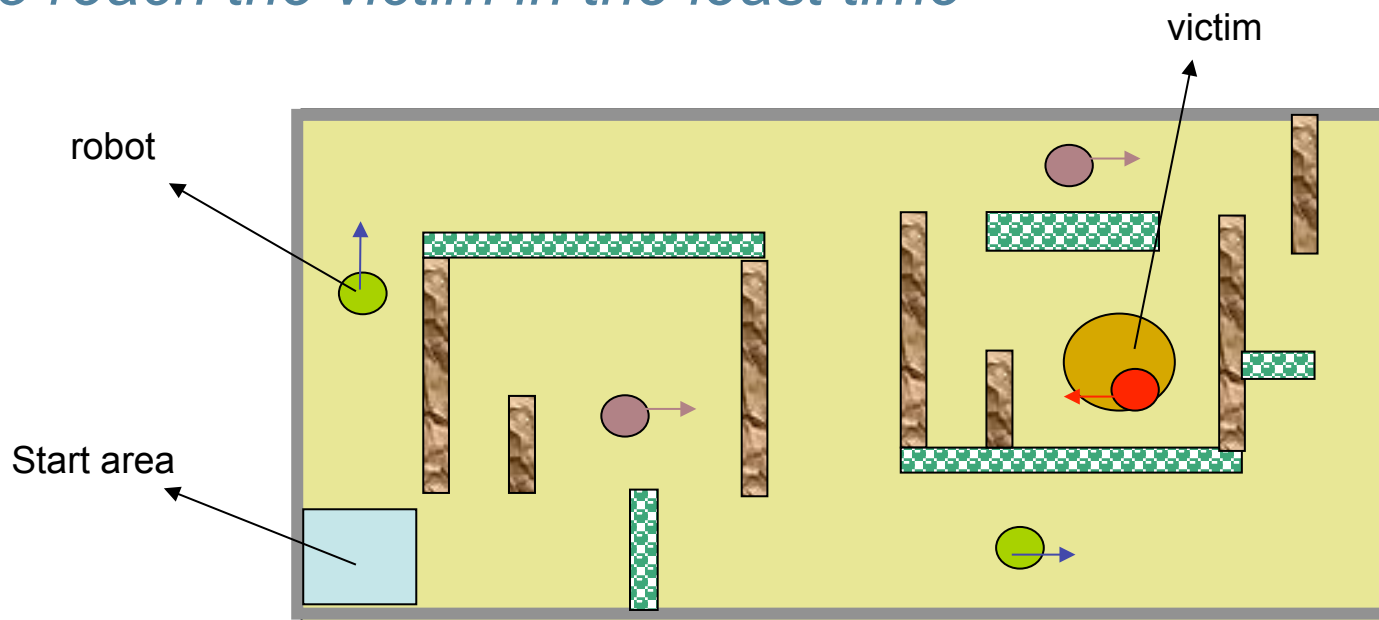 reach the victim in the least time
victim
robot
Start area